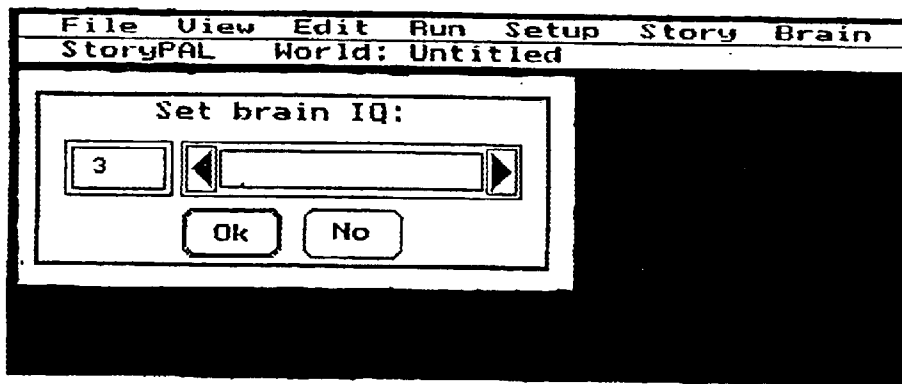 File View Edit Run Setup Story Brain
StoryPAL World: Untitled
Set brain IQ:
3
Ok No